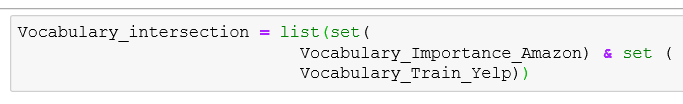 Vocabulary_intersection = list(set(
Vocabulary_Importance_Amazon) & set (
Vocabulary_Train_Yelp))